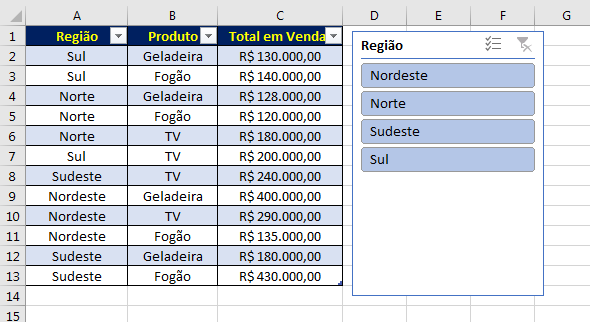 A B C D E F G
1 Região Produto Total em Venda Região
2 Sul Geladeira R$ 130.000,00
3 Sul Fogão R$ 140.000,00 Nordeste
4 Norte Geladeira R$ 128.000,00 Norte
5 Norte Fogão R$ 120.000,00
6 Norte TV R$ 180.000,00 Sudeste
7 Sul TV R$ 200.000,00 Sul
8 Sudeste TV R$ 240.000,00
9 Nordeste Geladeira R$ 400.000,00
10 Nordeste TV R$ 290.000,00
11 Nordeste Fogão R$ 135.000,00
12 Sudeste Geladeira R$ 180.000,00
13 Sudeste Fogão R$ 430.000,00
14
15